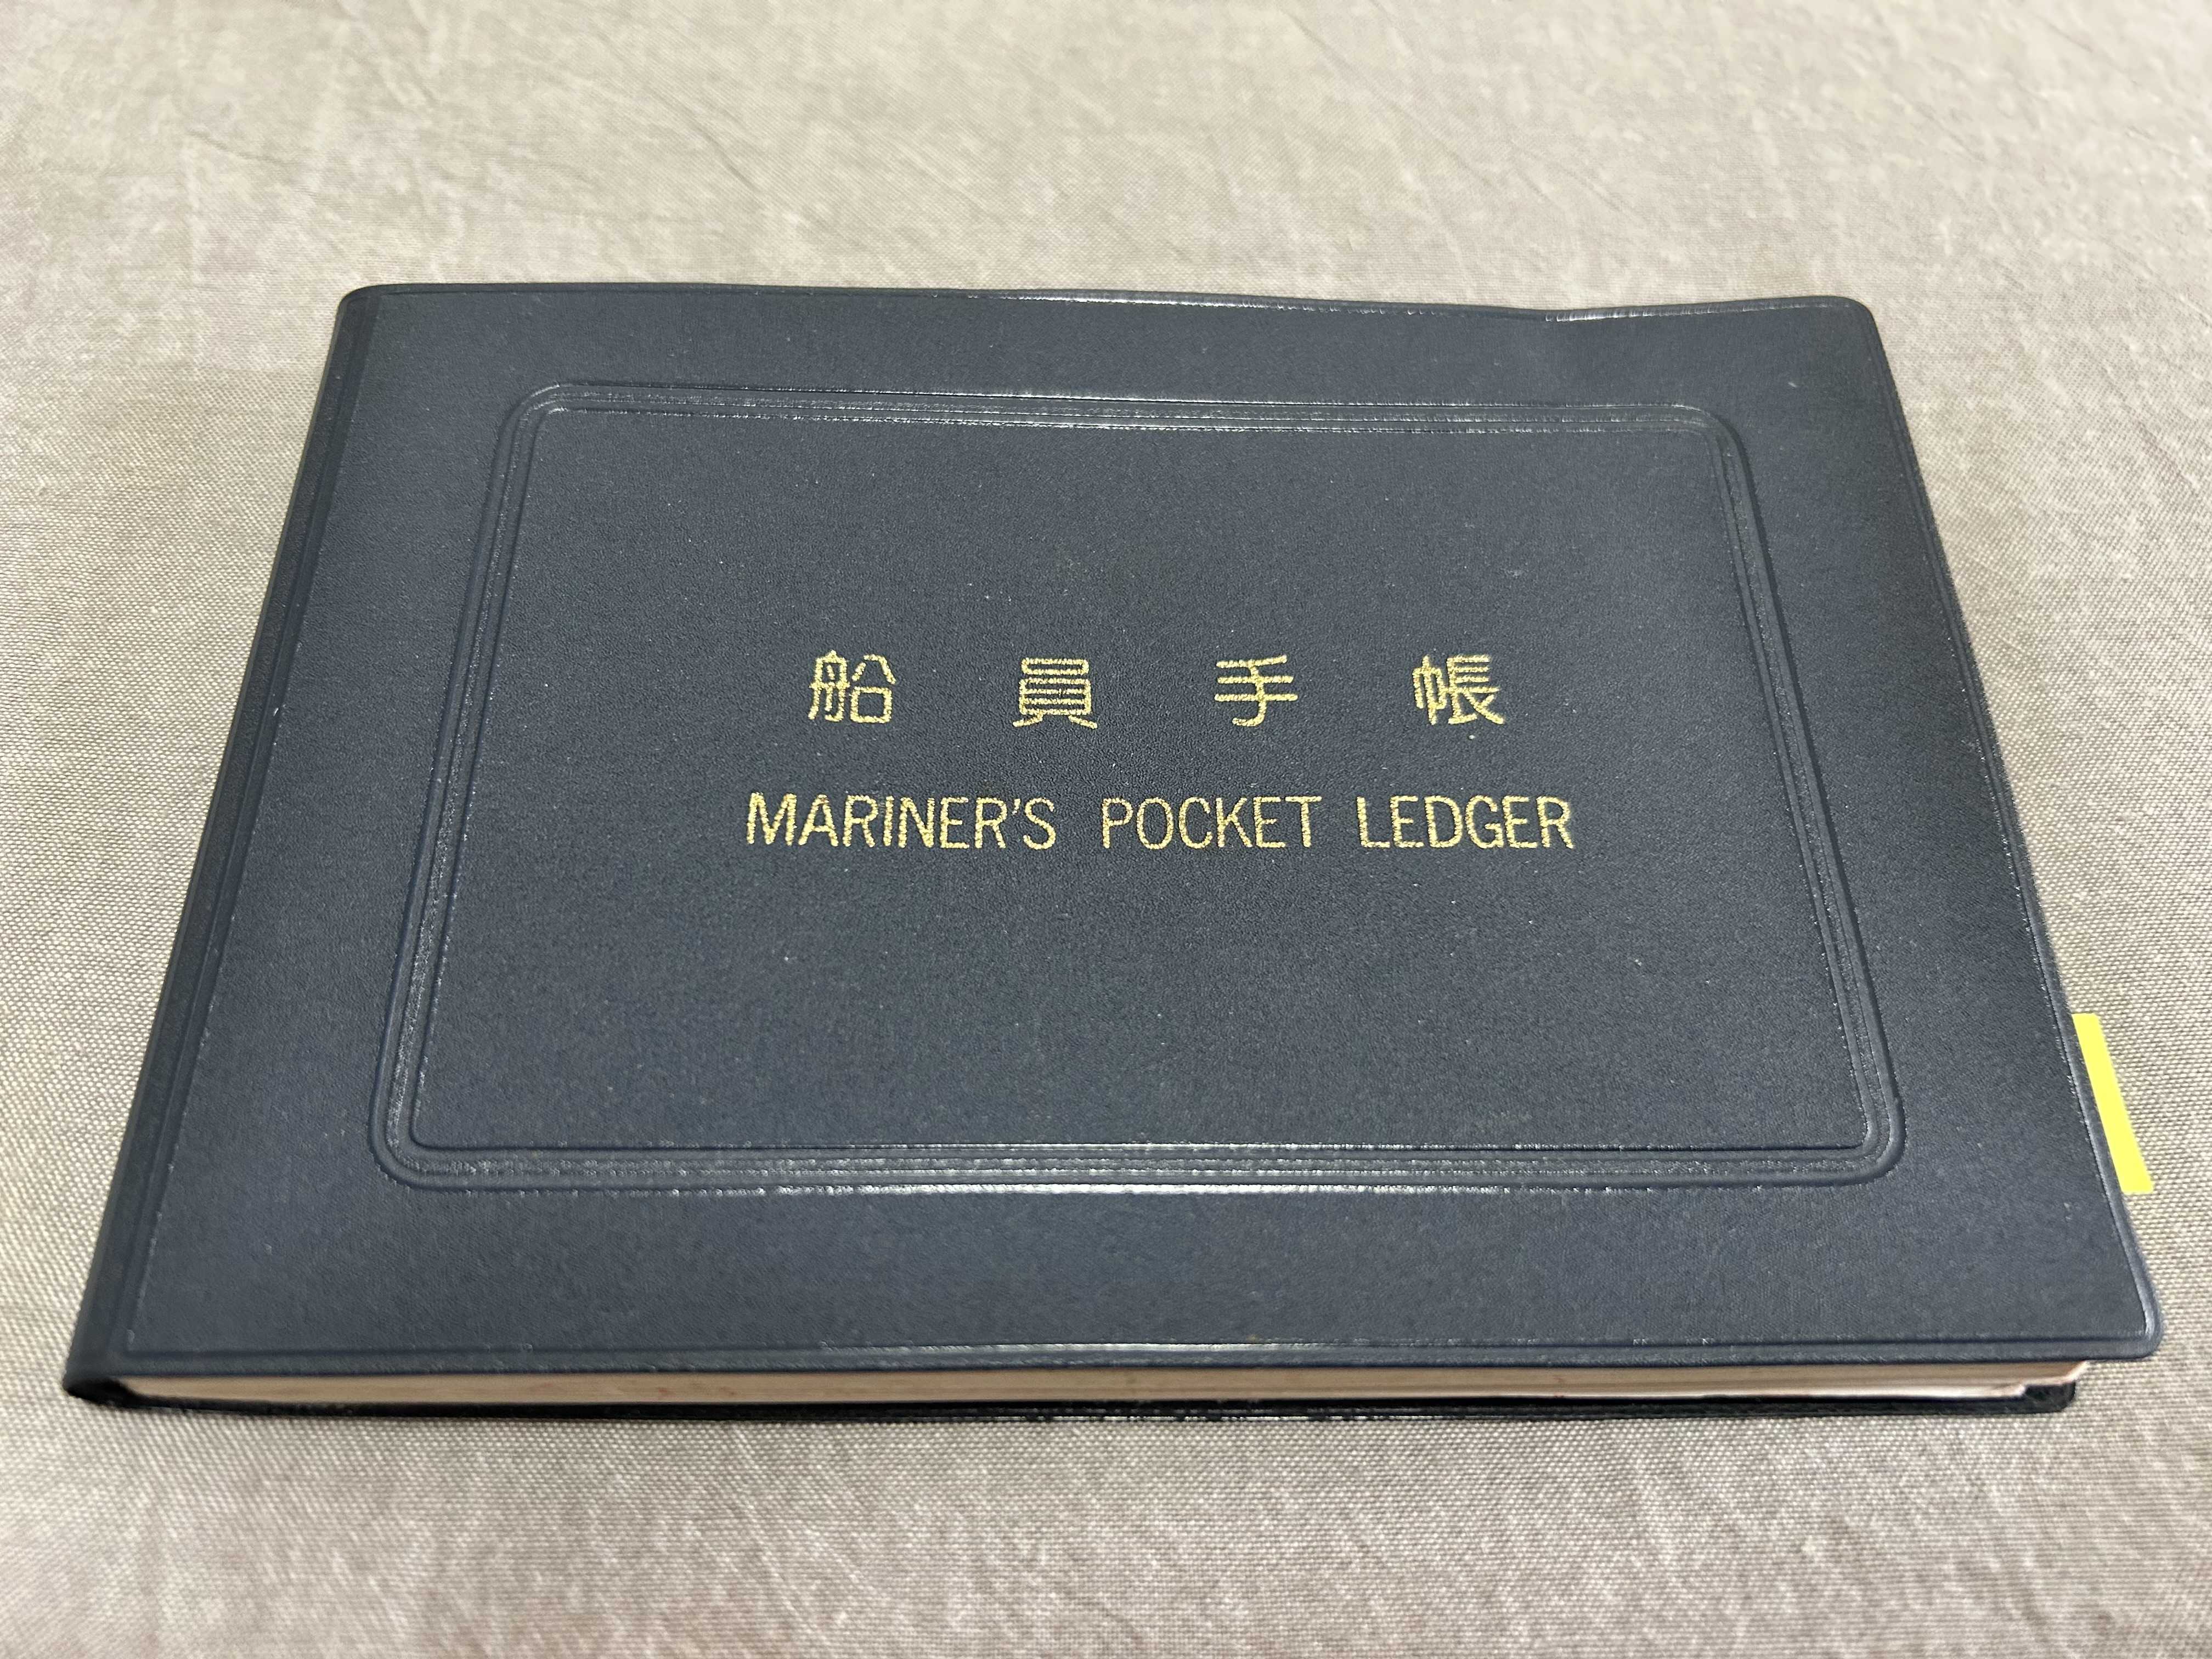 船員手帳
MARINER'S POCKET LEDGER